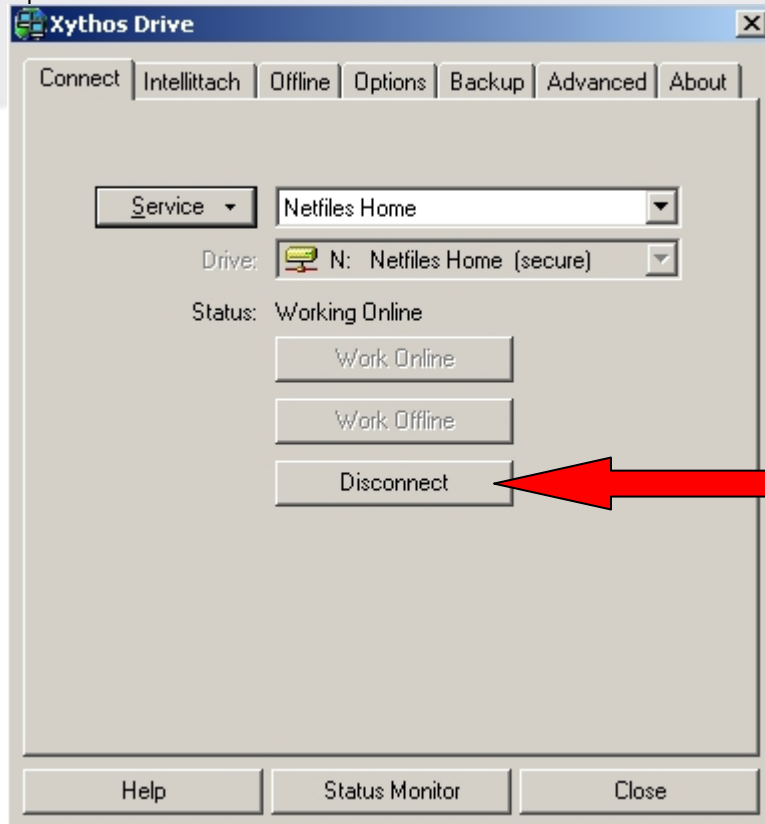 Xythos Drive
Connect Intellittach Offline Options Backup Advanced About
Service Netfiles Home
Drive: N: Netfiles Home (secure)
Status: Working Online
Work Online
Work Offline
Disconnect
Help Status Monitor Close